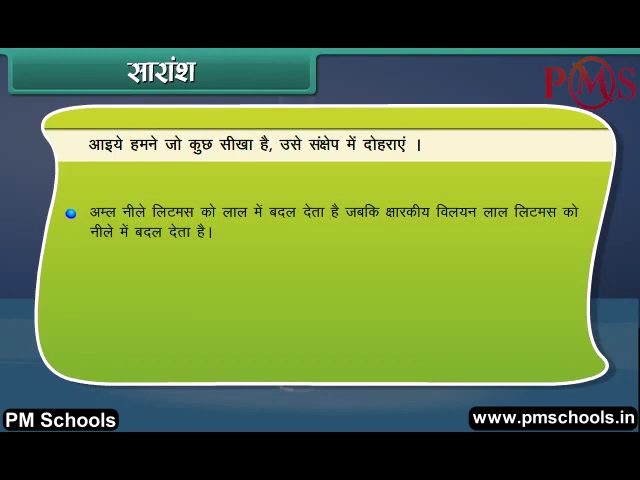 सारांश
PMS
आइये हमने जो कुछ सीखा है, उसे संक्षेप में दोहराएं ।
अम्ल नीले लिटमस को लाल में बदल देता है जबकि क्षारकीय विलयन लाल लिटमस को
नीले में बदल देता है।
PM Schools
www.pmschools.in